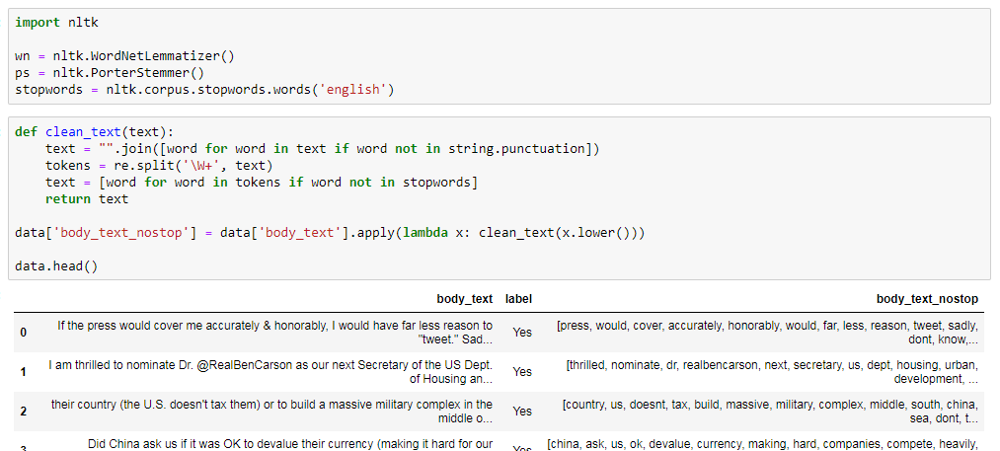 import nltk
wn = nltk.WordNetLemmatizer()
ps = nltk.PorterStemmer()
stopwords = nltk.corpus.stopwords.words('english')
def clean_text(text):
text = "".join([word for word in text if word not in string.punctuation])
tokens = re.split('\W+', text)
text = [word for word in tokens if word not in stopwords]
return text
data['body_text_nostop'] = data['body_text'].apply(lambda x: clean_text(x.lower()))
data.head()
body_text label body_text_nostop
0 If the press would cover me accurately & honorably, I would have far less reason to "tweet." Sad... Yes [press, would, cover, accurately, honorably, would, far, less, reason, tweet, sadly, dont, know,...
1 I am thrilled to nominate Dr. @RealBenCarson as our next Secretary of the US Dept. of Housing an... Yes [thrilled, nominate, dr, realbencarson, next, secretary, us, dept, housing, urban, development, ...
2 their country (the U.S. doesn't tax them) or to build a massive military complex in the middle o... Yes [country, us, doesnt, tax, build, massive, military, complex, middle, south, china, sea, dont, t...
3 Did China ask us if it was OK to devalue their currency (making it hard for our Yes [china, ask, us, ok, devalue, currency, making, hard, companies, compete, heavily,